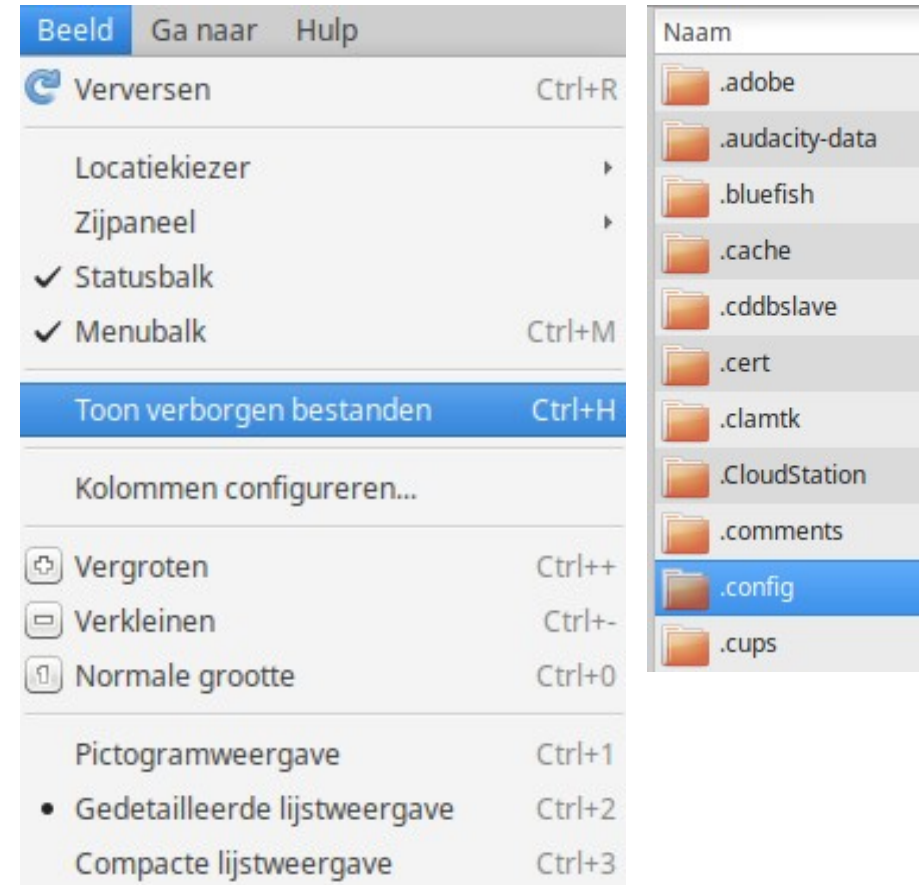 Beeld Ga naar Hulp
Verversen Ctrl+R
Locatiekiezer
Zijpaneel
Statusbalk
Menubalk Ctrl+M
Toon verborgen bestanden Ctrl+H
Kolommen configureren...
Vergroten Ctrl++
Verkleinen Ctrl+-
Normale grootte Ctrl+0
Pictogramweergave Ctrl+1
Gedetailleerde lijstweergave Ctrl+2
Compacte lijstweergave Ctrl+3
Naam
.adobe
.audacity-data
.bluefish
.cache
.cddbslave
.cert
.clamtk
.CloudStation
.comments
.config
.cups